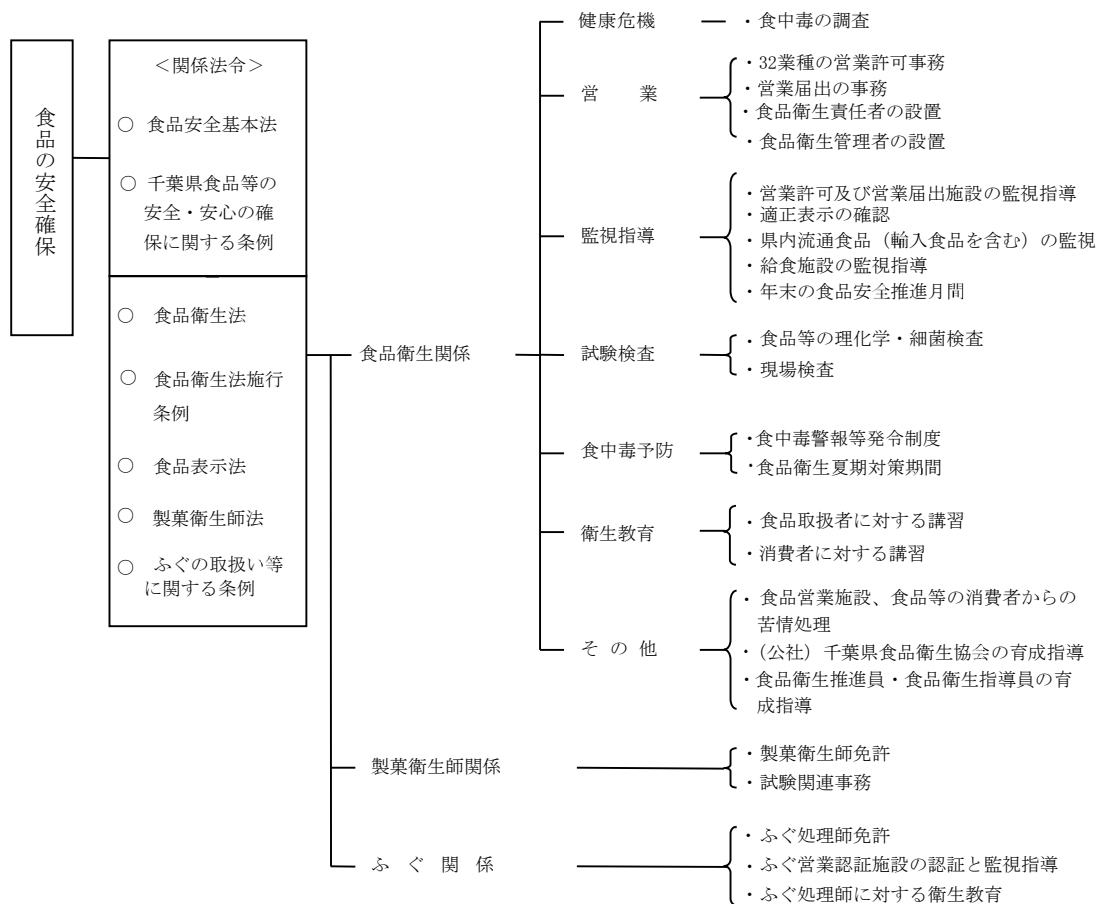 食品の安全確保
＜関係法令＞
○ 食品安全基本法
○ 千葉県食品等の
安全・安心の確
保に関する条例
○ 食品衛生法
○ 食品衛生法施行
条例
○ 食品表示法
○ 製菓衛生師法
○ ふぐの取扱い等
に関する条例
食品衛生関係
健康危機
・食中毒の調査
営　業
・32業種の営業許可事務
・営業届出の事務
・食品衛生責任者の設置
・食品衛生管理者の設置
監視指導
・営業許可及び営業届出施設の監視指導
・適正表示の確認
・県内流通食品（輸入食品を含む）の監視
・給食施設の監視指導
・年末の食品安全推進月間
試験検査
・食品等の理化学・細菌検査
・現場検査
食中毒予防
・食中毒警報等発令制度
・食品衛生夏期対策期間
衛生教育
・食品取扱者に対する講習
・消費者に対する講習
そ の 他
・食品営業施設、食品等の消費者からの
苦情処理
・(公社）千葉県食品衛生協会の育成指導
・食品衛生推進員・食品衛生指導員の育
成指導
製菓衛生師関係
・製菓衛生師免許
・試験関連事務
ふ ぐ 関 係
・ふぐ処理師免許
・ふぐ営業認証施設の認証と監視指導
・ふぐ処理師に対する衛生教育